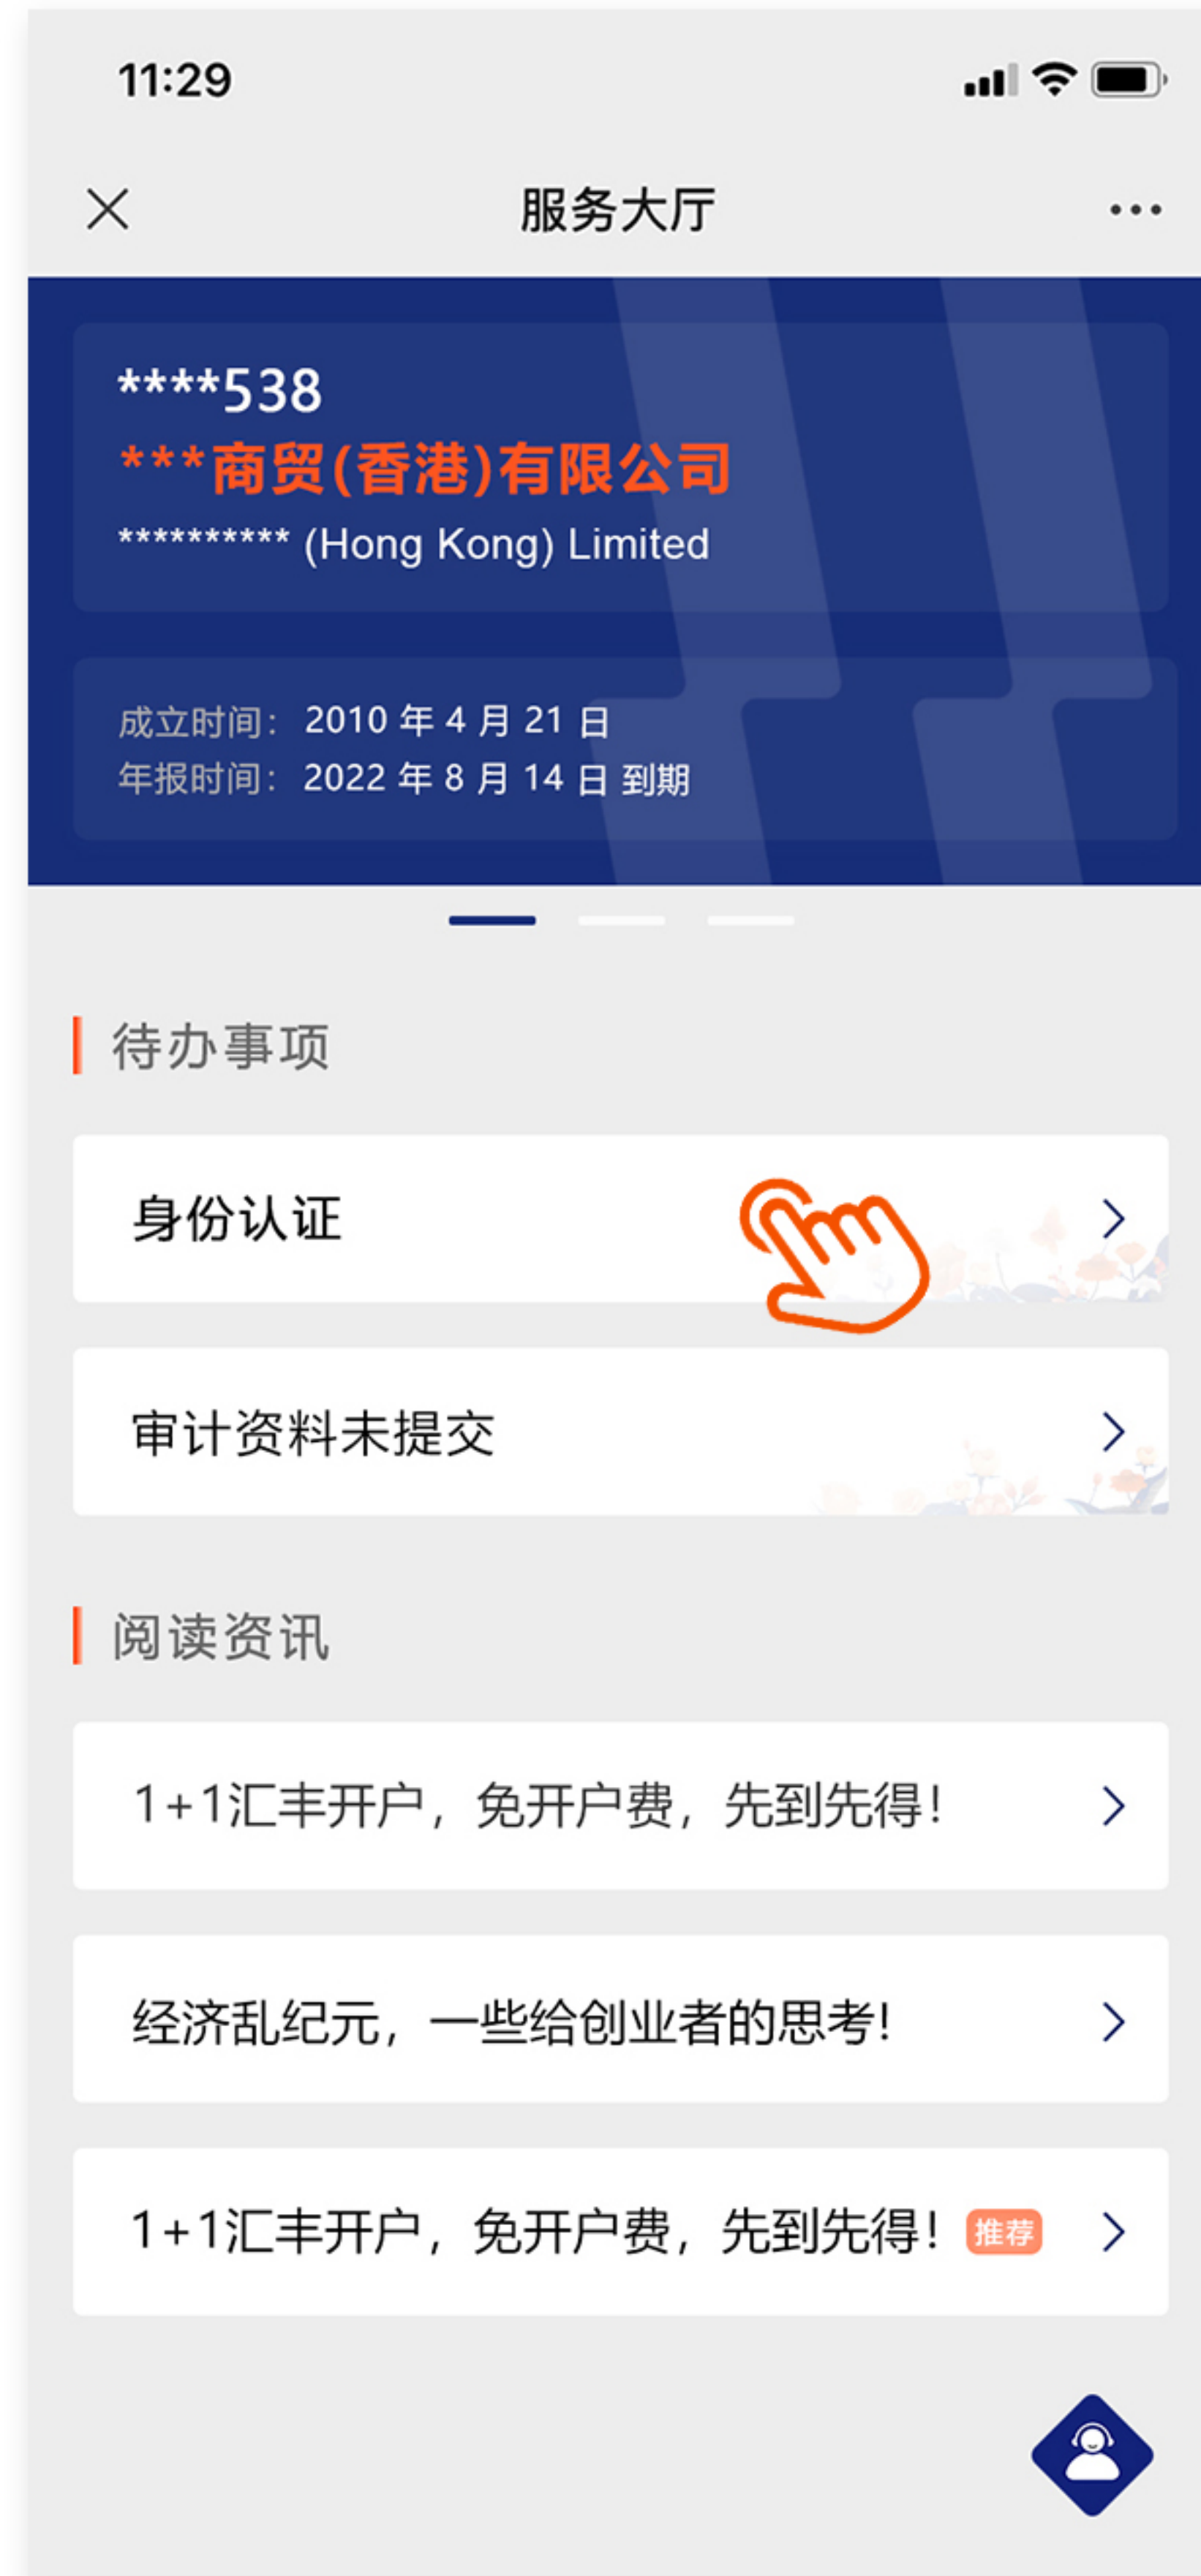 11:29
服务大厅
****538
***商贸(香港)有限公司
********** (Hong Kong) Limited
成立时间： 2010 年 4 月 21 日
年报时间： 2022 年 8 月 14 日 到期
待办事项
身份认证
审计资料未提交
阅读资讯
1+1汇丰开户，免开户费，先到先得！
经济乱纪元，一些给创业者的思考!
1+1汇丰开户，免开户费，先到先得！ 推荐